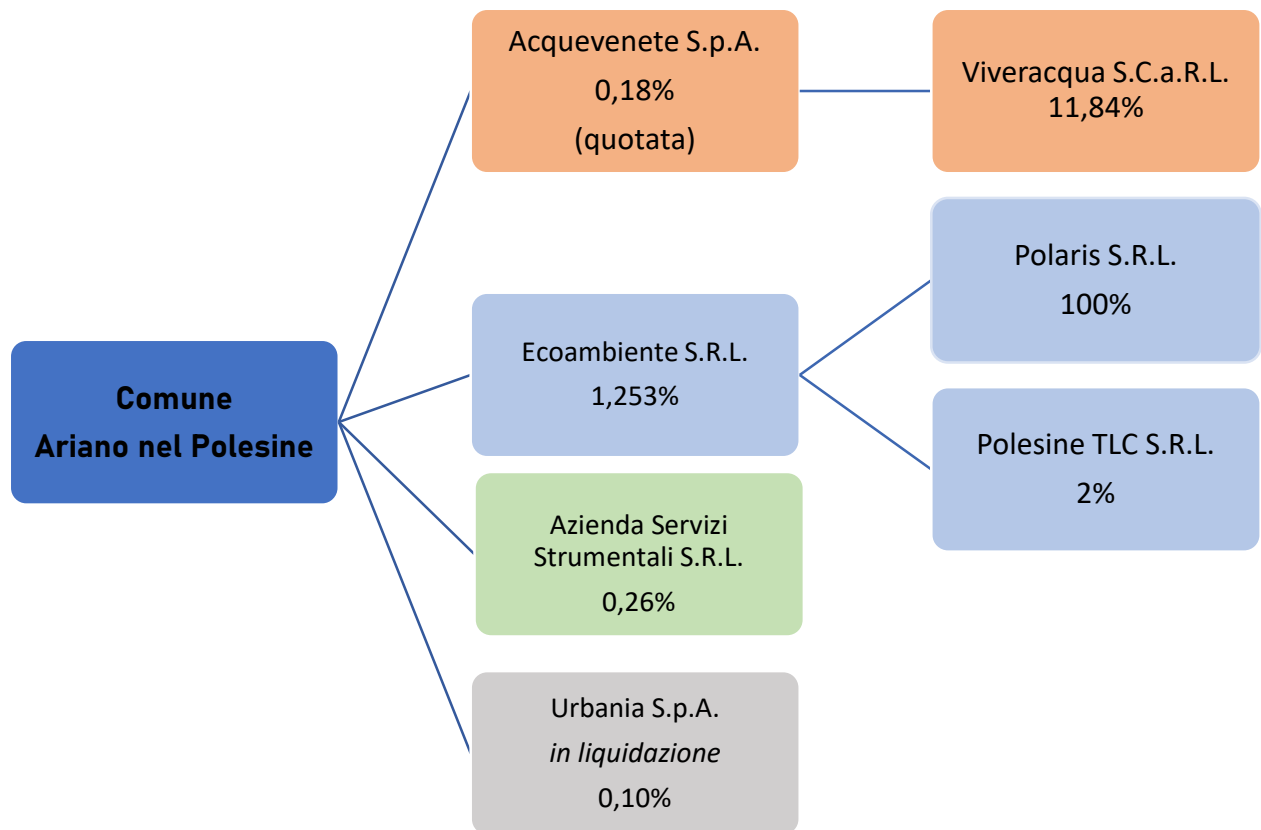 Acquevenete S.p.A.
0,18%
(quotata)
Viveracqua S.C.a.R.L.
11,84%
Polaris S.R.L.
100%
Comune
Ariano nel Polesine
Ecoambiente S.R.L.
1,253%
Polesine TLC S.R.L.
2%
Azienda Servizi
Strumentali S.R.L.
0,26%
Urbania S.p.A.
in liquidazione
0,10%